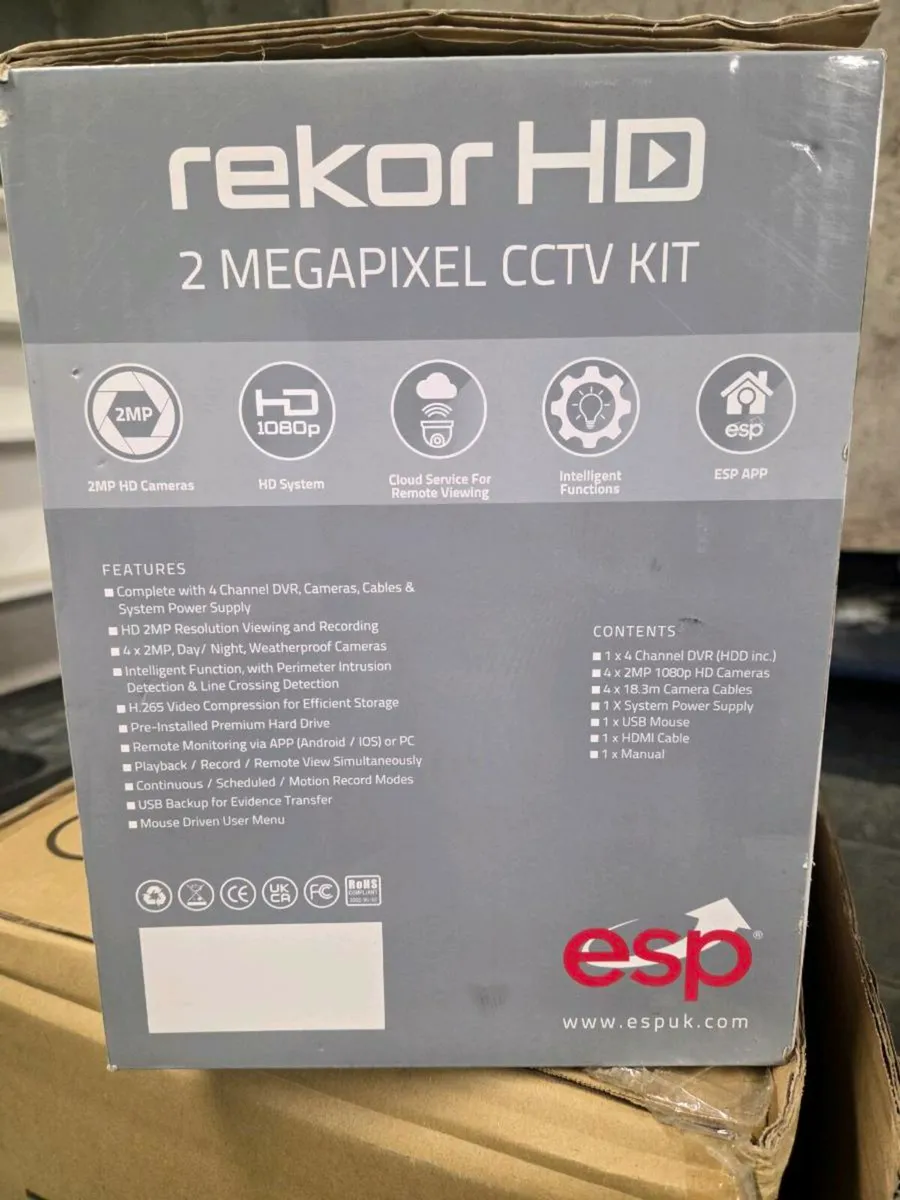 rekor HD
2 MEGAPIXEL CCTV KIT
2MP
HD
1080p
esp
2MP HD Cameras
HD System
Cloud Service For
Remote Viewing
Intelligent
Functions
ESP APP
FEATURES
■ Complete with 4 Channel DVR, Cameras, Cables &
System Power Supply
■ HD 2MP Resolution Viewing and Recording
■ 4 x 2MP, Day/ Night, Weatherproof Cameras
■ Intelligent Function, with Perimeter Intrusion
Detection & Line Crossing Detection
■ H.265 Video Compression for Efficient Storage
■ Pre-Installed Premium Hard Drive
■ Remote Monitoring via APP (Android / IOS) or PC
■ Playback / Record / Remote View Simultaneously
■ Continuous / Scheduled / Motion Record Modes
■ USB Backup for Evidence Transfer
■ Mouse Driven User Menu
CONTENTS
■ 1 x 4 Channel DVR (HDD inc.)
■ 4 x 2MP 1080p HD Cameras
■ 4 x 18.3m Camera Cables
■ 1 X System Power Supply
■ 1 x USB Mouse
■ 1 x HDMI Cable
■ 1 x Manual
CE
UK
CA
FC
RoHS
COMPLIANT
esp®
www.espuk.com